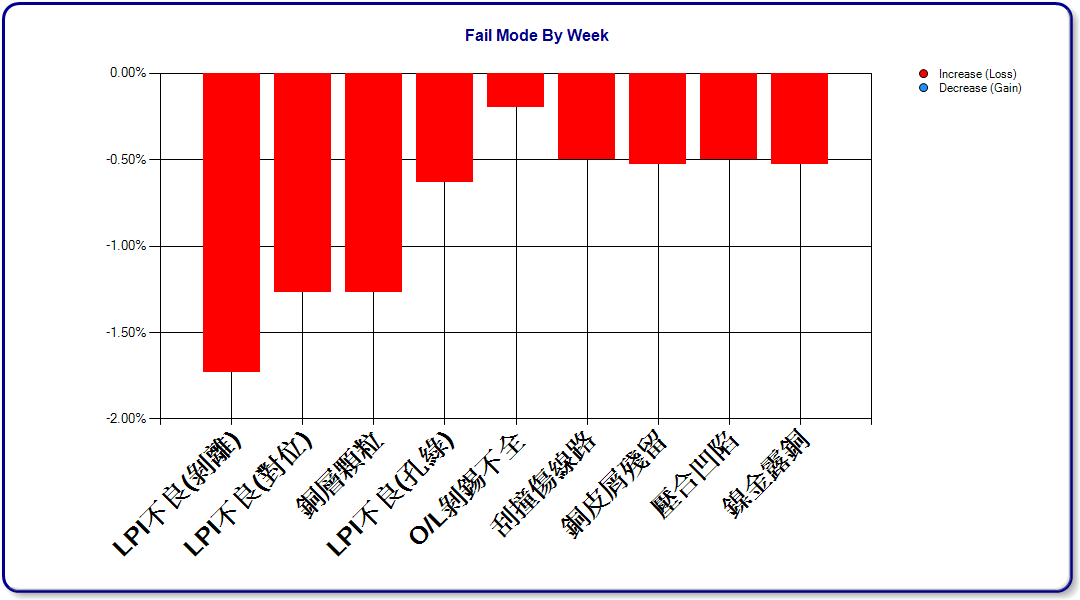 Fail Mode By Week
Increase (Loss)
Decrease (Gain)
0.00%
-0.50%
-1.00%
-1.50%
-2.00%
LPI不良(剝離)
LPI不良(對位)
銅層顆粒
LPI不良(孔綠)
O/L剝錫不全
刮撞傷線路
銅皮屑殘留
壓合凹陷
鎳金露銅